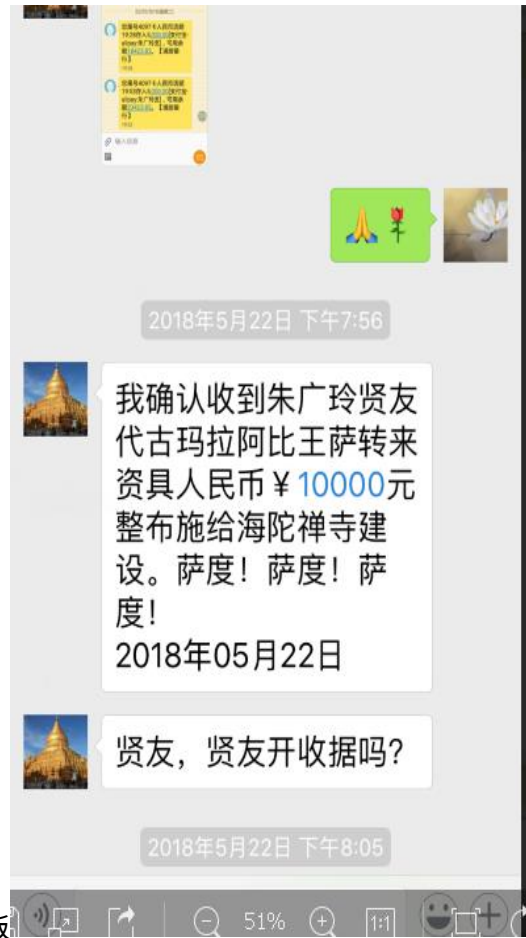 2018年5月22日 下午7:56
我确认收到朱广玲贤友
代古玛拉阿比王萨转来
资具人民币¥10000元
整布施给海陀禅寺建
设。萨度！萨度！萨
度！
2018年05月22日
贤友，贤友开收据吗？
2018年5月22日 下午8:05
51%
1:1